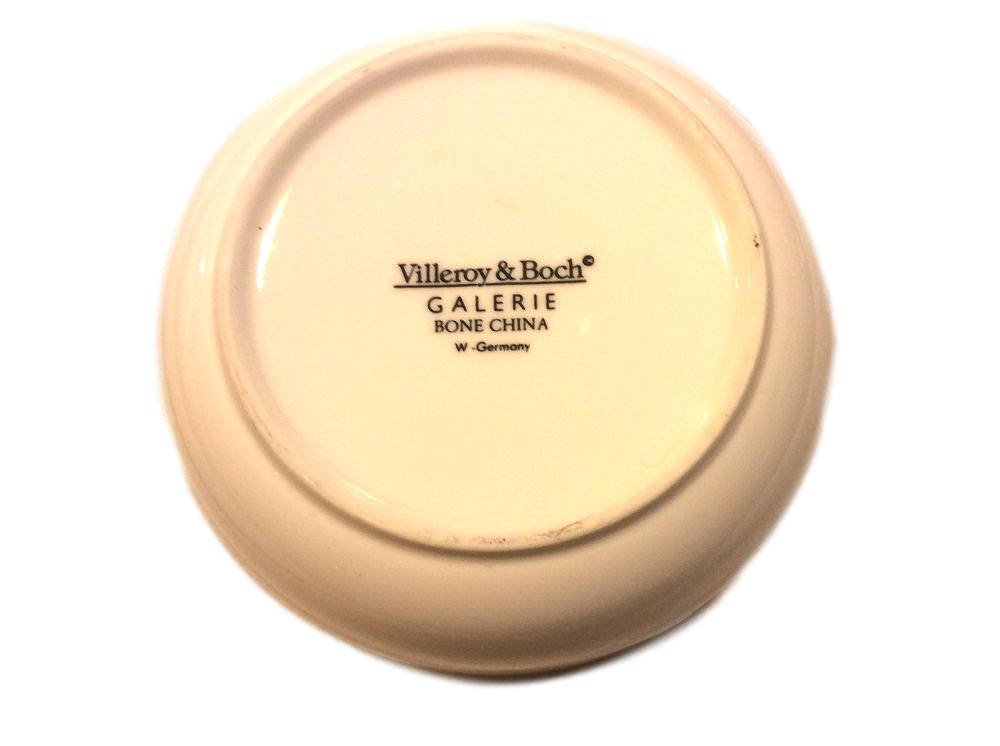 Villeroy & Boch©
GALERIE
BONE CHINA
W-Germany